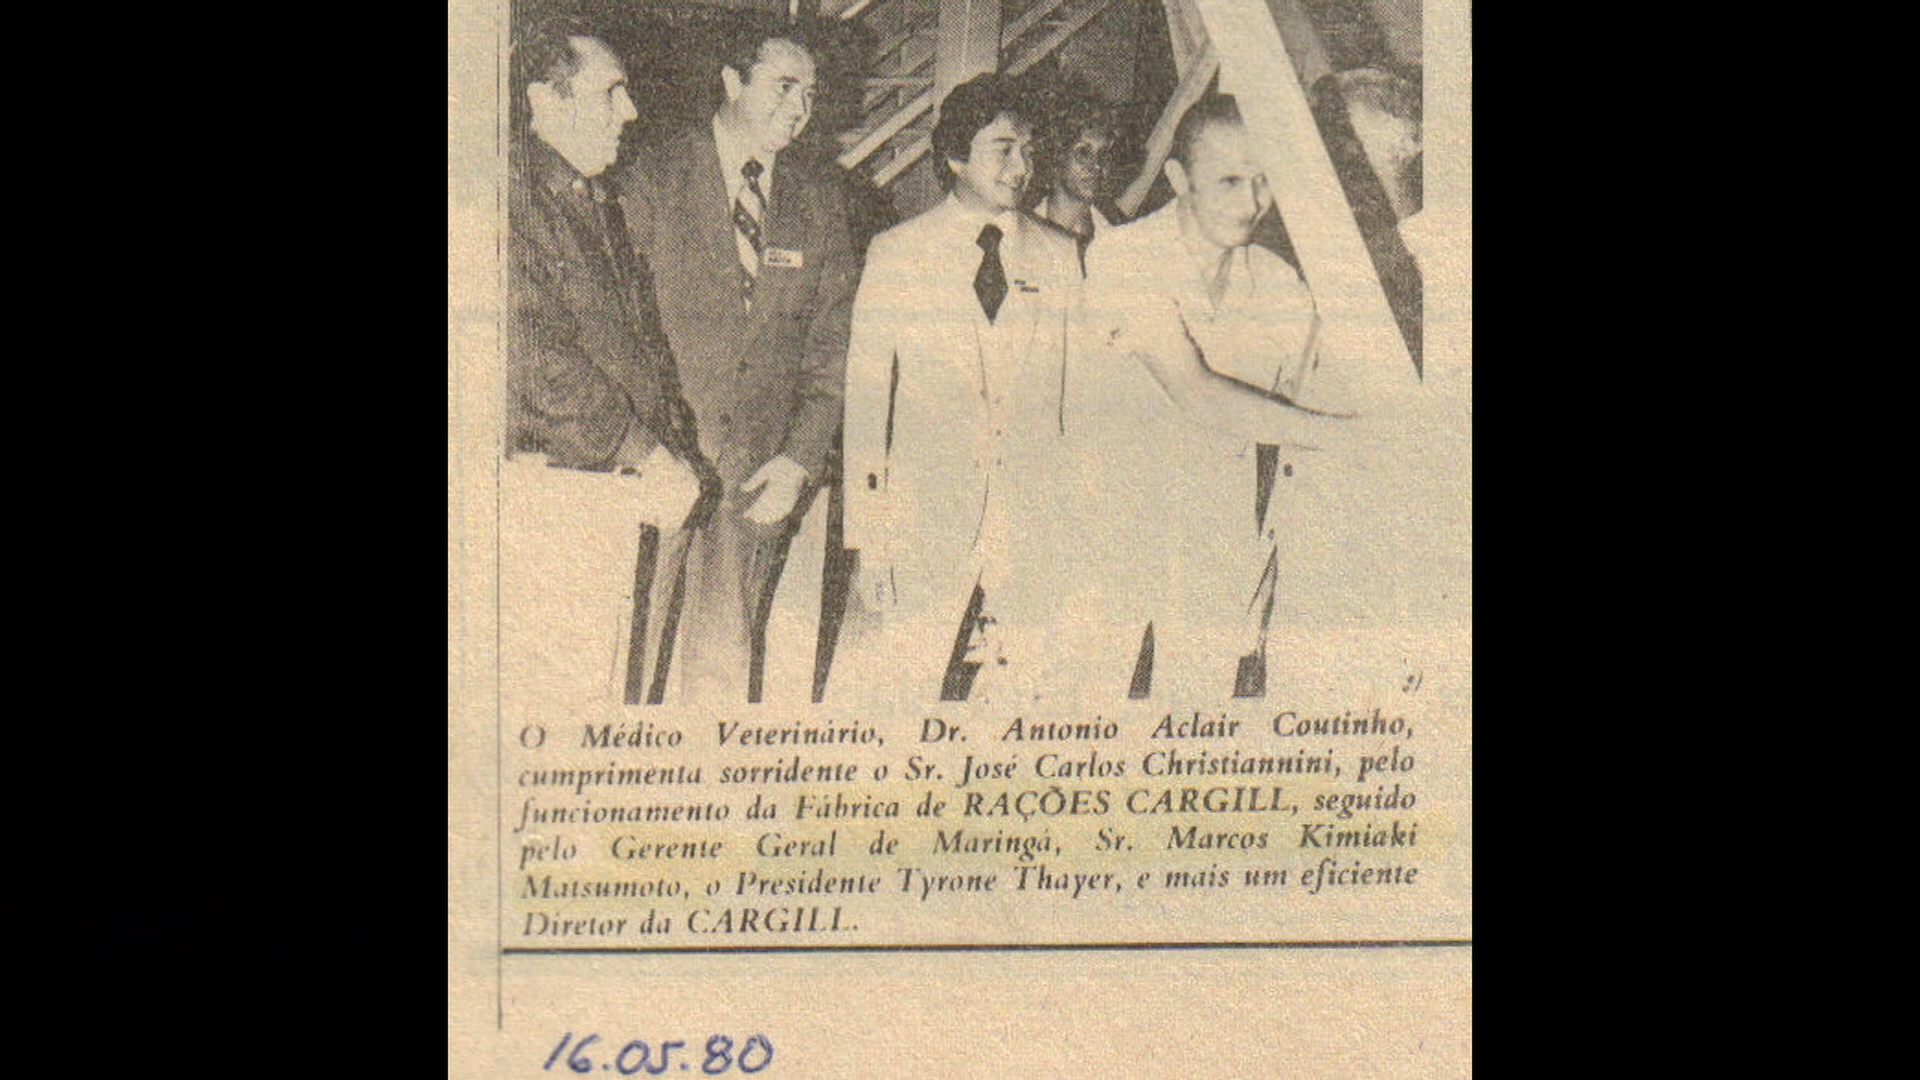 O Médico Veterinário, Dr. Antonio Aclair Coutinho,
cumprimenta sorridente o Sr. José Carlos Christiannini, pelo
funcionamento da Fábrica de RAÇÕES CARGILL, seguido
pelo Gerente Geral de Maringá, Sr. Marcos Kimiaki
Matsumoto, o Presidente Tyrone Thayer, e mais um eficiente
Diretor da CARGILL.
16.05.80